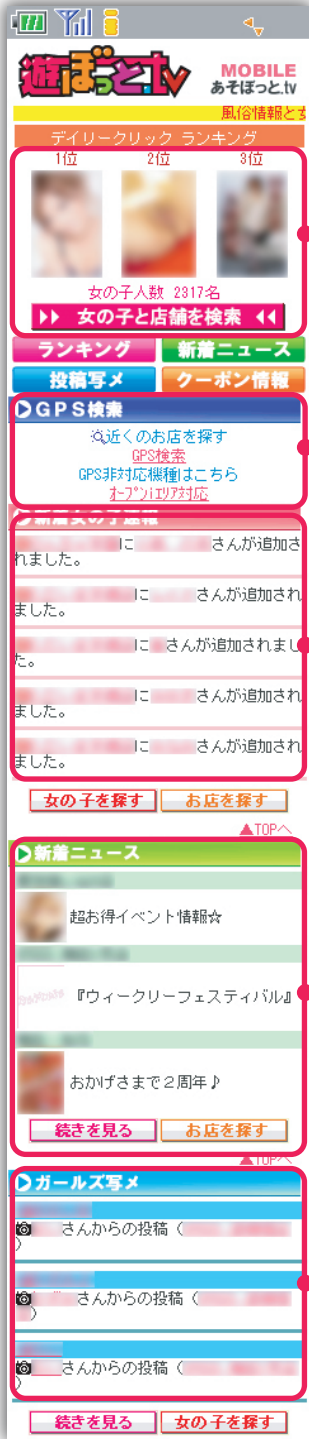 遊ぼっと.tv
MOBILE
あそぼっと.tv
風俗情報と女
デイリークリック ランキング
1位 2位 3位
女の子人数 2317名
女の子と店舗を検索
ランキング 新着ニュース
投稿写メ クーポン情報
GPS検索
近くのお店を探す
GPS検索
GPS非対応機種はこちら
ｵｰﾌﾟﾝiｴﾘｱ対応
新着女の子速報
に さんが追加さ
れました。
に さんが追加され
ました。
に さんが追加されまし
た。
に さんが追加され
ました。
に さんが追加され
ました。
女の子を探す お店を探す
▲TOPへ
新着ニュース
超お得イベント情報☆
『ウィークリーフェスティバル』
おかげさまで２周年♪
続きを見る お店を探す
▲TOPへ
ガールズ写メ
さんからの投稿（
）
さんからの投稿（
）
さんからの投稿（
）
続きを見る 女の子を探す